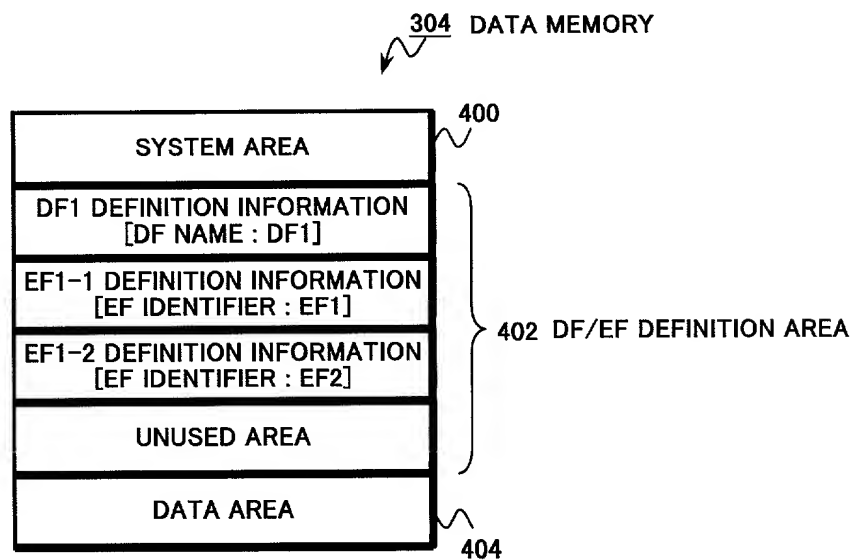 304 DATA MEMORY
400
SYSTEM AREA
DF1 DEFINITION INFORMATION
[DF NAME : DF1]
EF1-1 DEFINITION INFORMATION
[EF IDENTIFIER : EF1]
402 DF/EF DEFINITION AREA
EF1-2 DEFINITION INFORMATION
[EF IDENTIFIER : EF2]
UNUSED AREA
DATA AREA
404